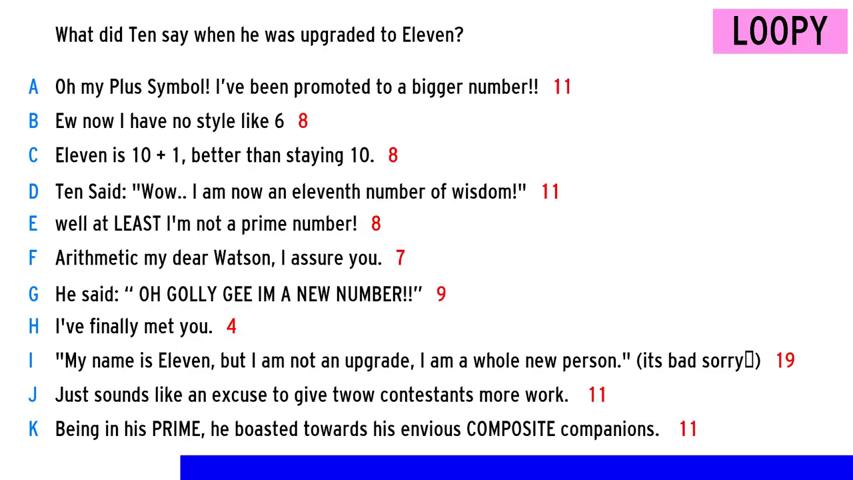 What did Ten say when he was upgraded to Eleven?
LOOPY
A Oh my Plus Symbol! I've been promoted to a bigger number!! 11
B Ew now I have no style like 6 8
C Eleven is 10 + 1, better than staying 10. 8
D Ten Said: "Wow.. I am now an eleventh number of wisdom!" 11
E well at LEAST I'm not a prime number! 8
F Arithmetic my dear Watson, I assure you. 7
G He said: “ OH GOLLY GEE IM A NEW NUMBER!!” 9
H I've finally met you. 4
I "My name is Eleven, but I am not an upgrade, I am a whole new person." (its bad sorry▯) 19
J Just sounds like an excuse to give twow contestants more work. 11
K Being in his PRIME, he boasted towards his envious COMPOSITE companions. 11